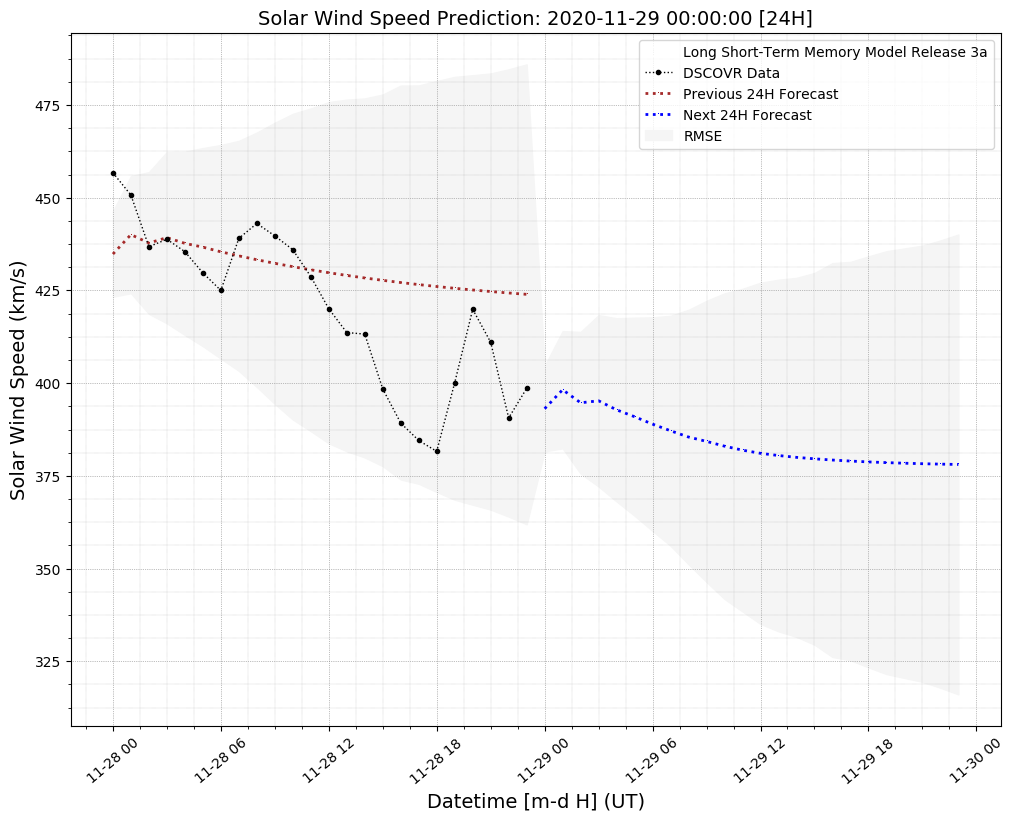 Solar Wind Speed Prediction: 2020-11-29 00:00:00 [24H]
Long Short-Term Memory Model Release 3a
DSCOVR Data
Previous 24H Forecast
Next 24H Forecast
RMSE
Solar Wind Speed (km/s)
475
450
425
400
375
350
325
11-28 00
11-28 06
11-28 12
11-28 18
11-29 00
11-29 06
11-29 12
11-29 18
11-30 00
Datetime [m-d H] (UT)